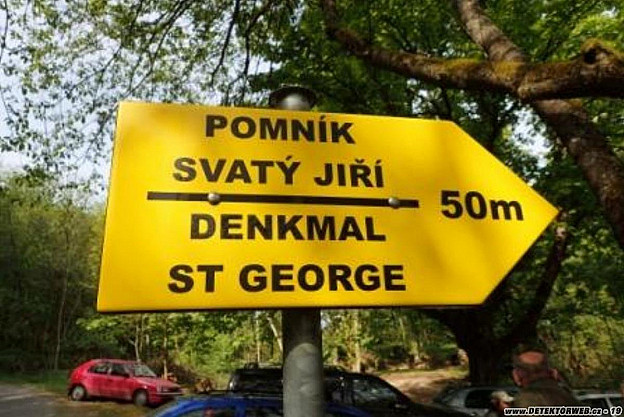 POMNÍK
SVATÝ JIŘÍ
50m
DENKMAL
ST GEORGE
www.detektorweb.cz - 19